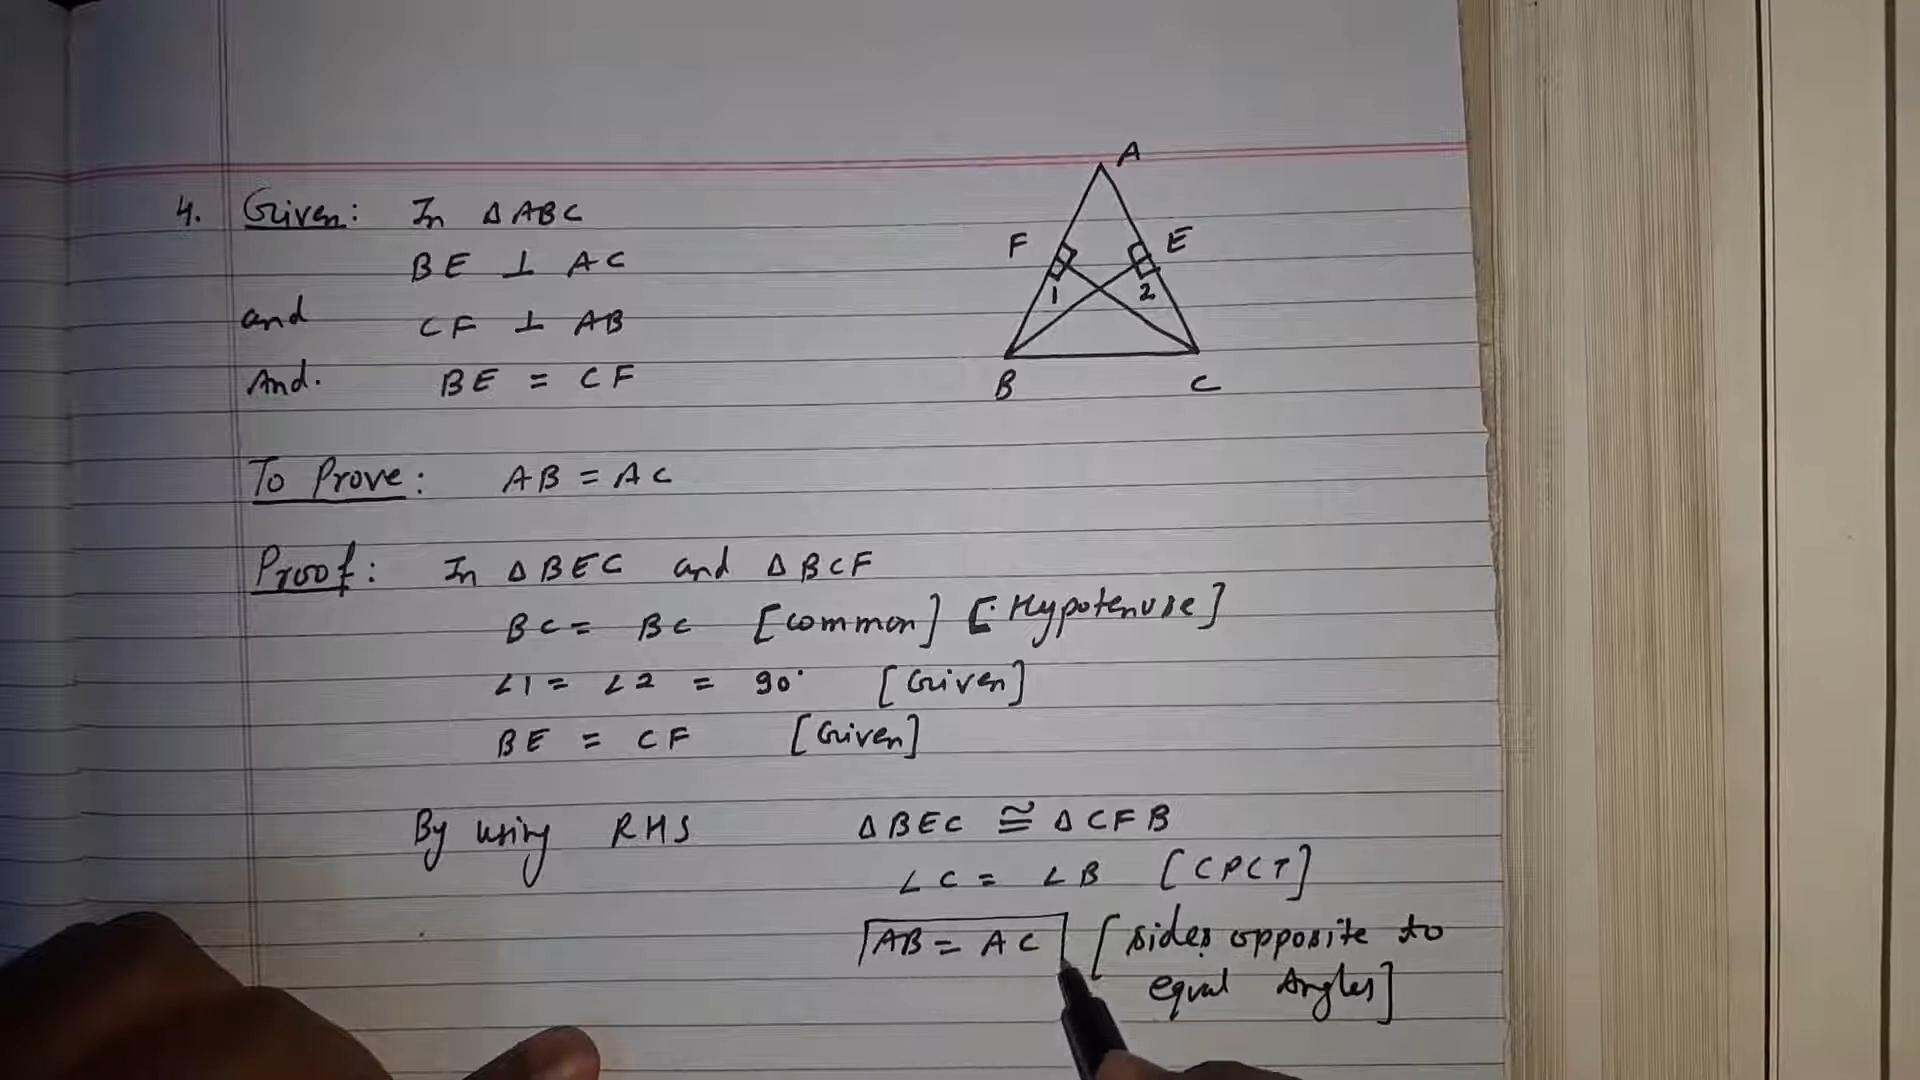 4. Given: In ΔABC
BE ⊥ AC
and CF ⊥ AB
And. BE = CF
A
F
E
1
2
B
C
To Prove: AB = AC
Proof: In ΔBEC and ΔBCF
BC = BC [common] [: Hypotenuse]
∠1 = ∠2 = 90° [Given]
BE = CF [Given]
By using RHS ΔBEC ≅ ΔCFB
∠C = ∠B [CPCT]
AB = AC [sides opposite to
equal Angles]